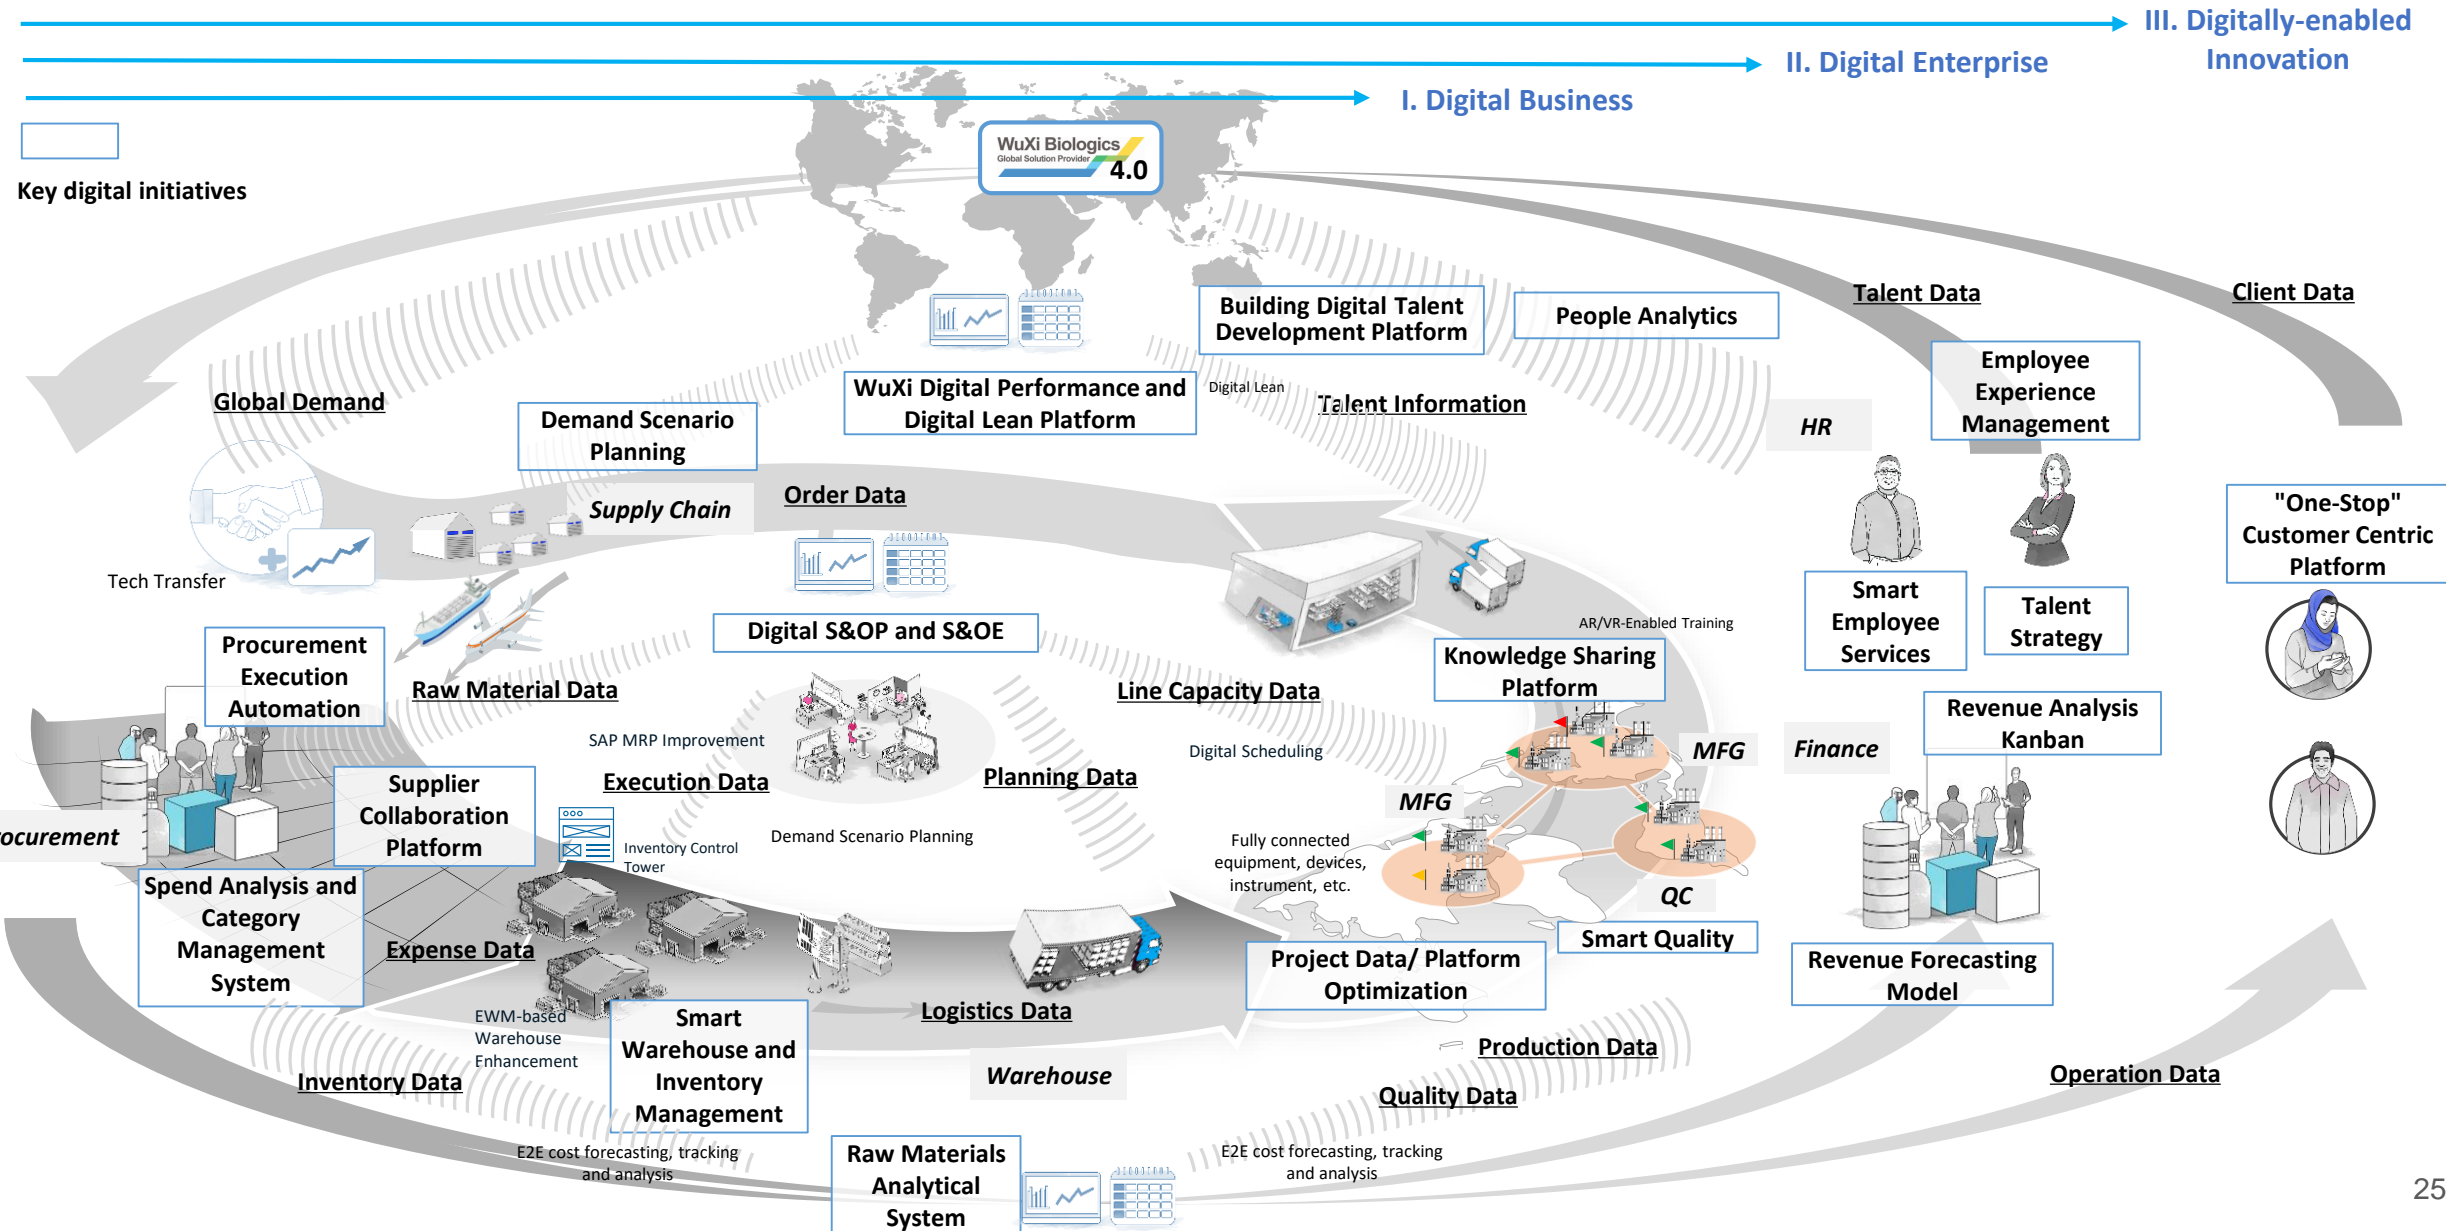 III. Digitally-enabled
Innovation
II. Digital Enterprise
I. Digital Business
WuXi Biologics
Global Solution Provider
4.0
Key digital initiatives
Talent Data
Client Data
Building Digital Talent
Development Platform
People Analytics
Employee
Experience
Management
WuXi Digital Performance and
Digital Lean Platform
Digital Lean
Talent Information
Global Demand
Demand Scenario
Planning
HR
Supply Chain
Order Data
"One-Stop"
Customer Centric
Platform
Tech Transfer
Smart
Employee
Services
Talent
Strategy
Digital S&OP and S&OE
AR/VR-Enabled Training
Procurement
Execution
Automation
Raw Material Data
Line Capacity Data
Knowledge Sharing
Platform
Revenue Analysis
Kanban
SAP MRP Improvement
Execution Data
Planning Data
Digital Scheduling
MFG
Finance
Supplier
Collaboration
Platform
MFG
ocurement
Inventory Control
Tower
Demand Scenario Planning
Fully connected
equipment, devices,
instrument, etc.
QC
Spend Analysis and
Category
Management
System
Expense Data
Smart Quality
Project Data/ Platform
Optimization
Revenue Forecasting
Model
EWM-based
Warehouse
Enhancement
Smart
Warehouse and
Inventory
Management
Logistics Data
Production Data
Warehouse
Inventory Data
Quality Data
Operation Data
E2E cost forecasting, tracking
and analysis
Raw Materials
Analytical
System
E2E cost forecasting, tracking
and analysis
25